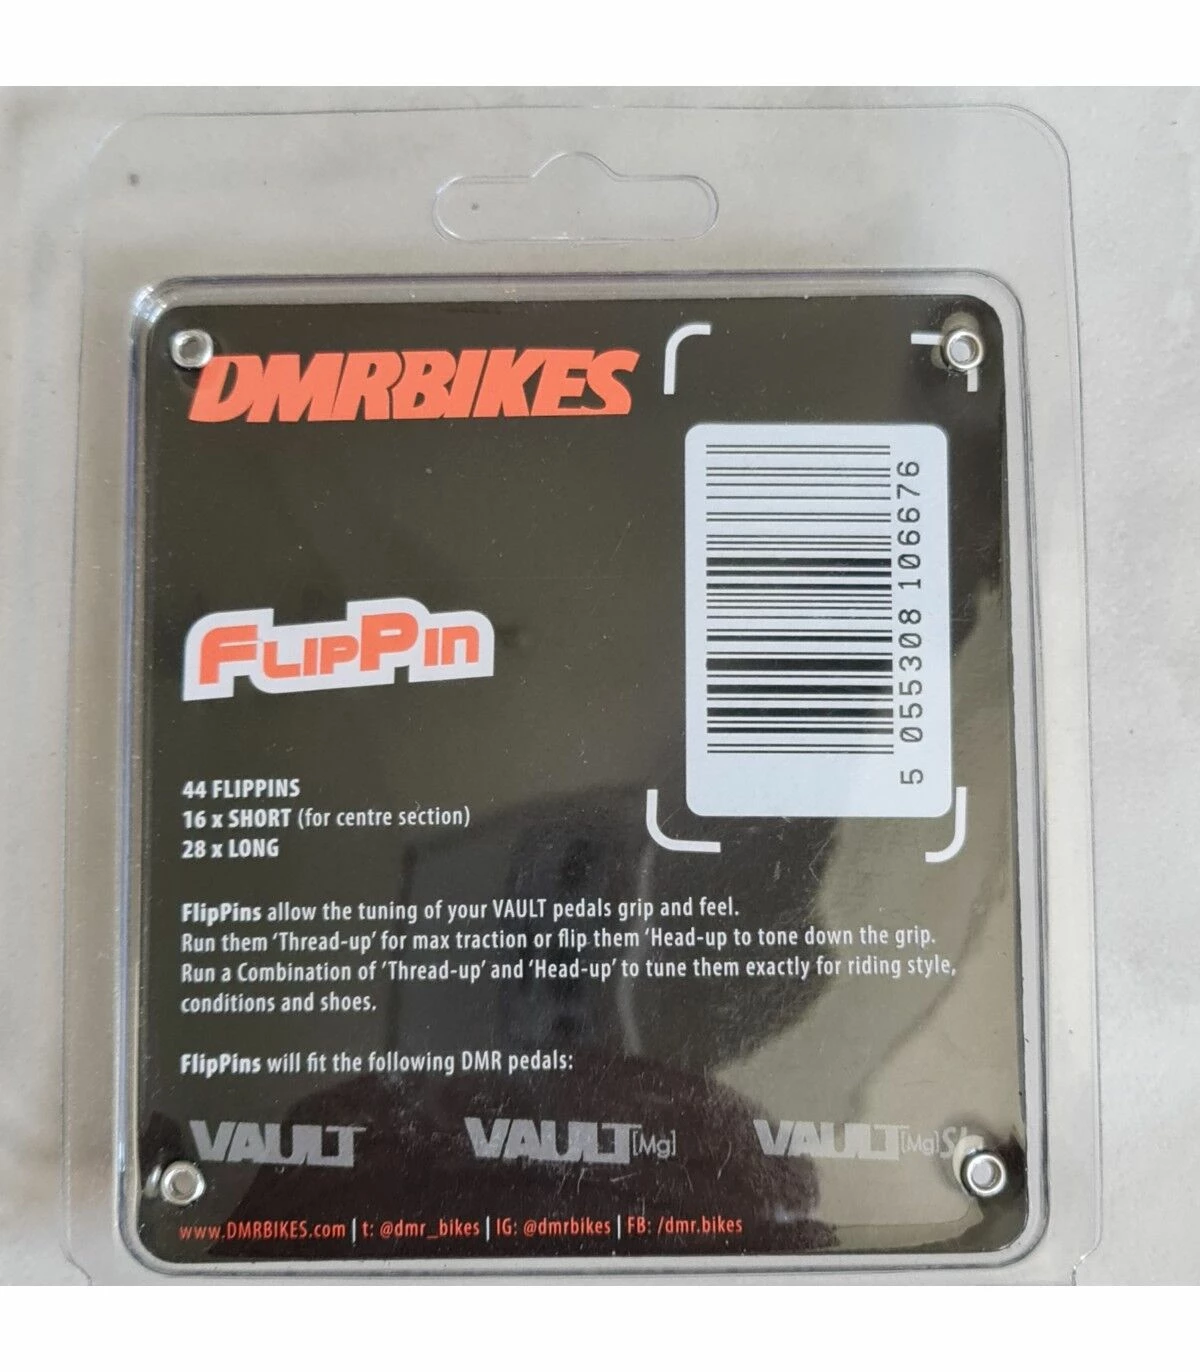 DMRBIKES
5 055308 106676
FLIPPIN
44 FLIPPINS
16 x SHORT (for centre section)
28 x LONG
FlipPins allow the tuning of your VAULT pedals grip and feel.
Run them 'Thread-up' for max traction or flip them 'Head-up to tone down the grip.
Run a Combination of 'Thread-up' and 'Head-up' to tune them exactly for riding style,
conditions and shoes.
FlipPins will fit the following DMR pedals:
VAULT VAULT [Mg] VAULT [Mg]
www.DMRBIKES.com | t: @dmr_bikes | IG: @dmrbikes | FB: /dmr.bikes